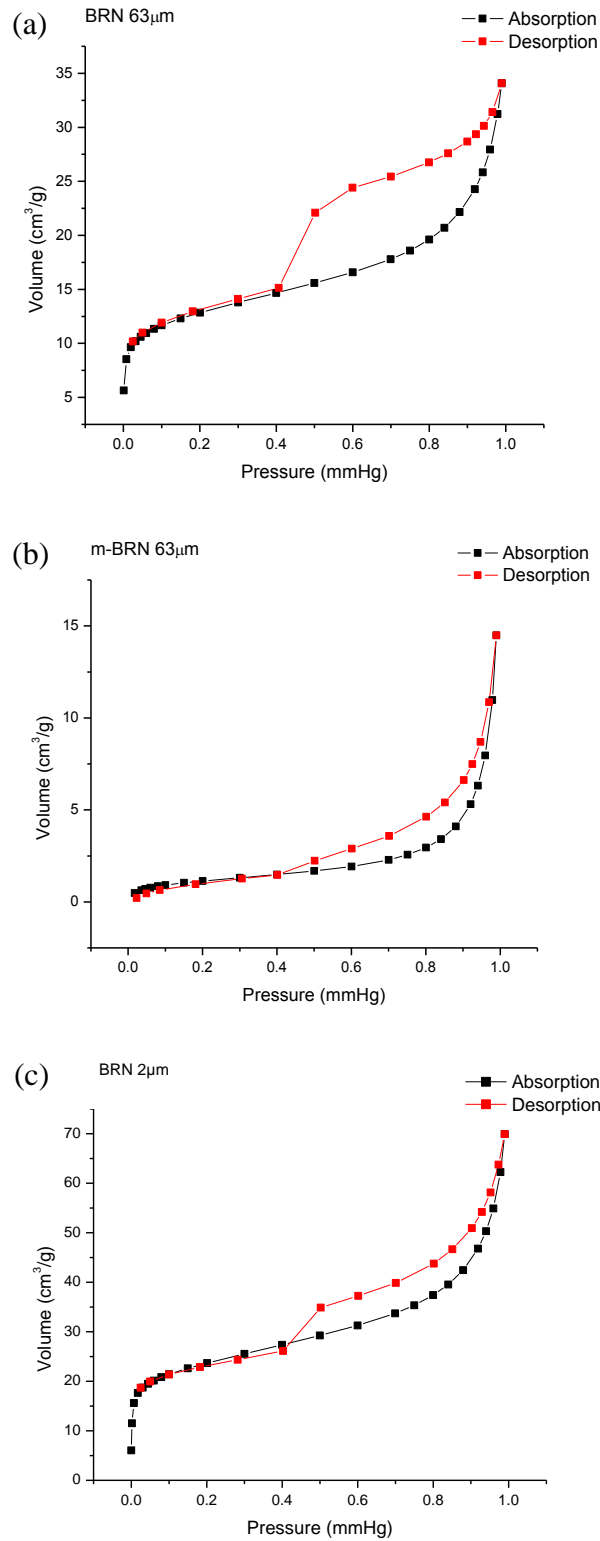 (a)
BRN 63μm
Absorption
Desorption
35
30
25
20
15
10
5
Volume (cm³/g)
0.0 0.2 0.4 0.6 0.8 1.0
Pressure (mmHg)
(b)
m-BRN 63μm
Absorption
Desorption
15
10
5
0
Volume (cm³/g)
0.0 0.2 0.4 0.6 0.8 1.0
Pressure (mmHg)
(c)
BRN 2μm
Absorption
Desorption
70
60
50
40
30
20
10
0
Volume (cm³/g)
0.0 0.2 0.4 0.6 0.8 1.0
Pressure (mmHg)